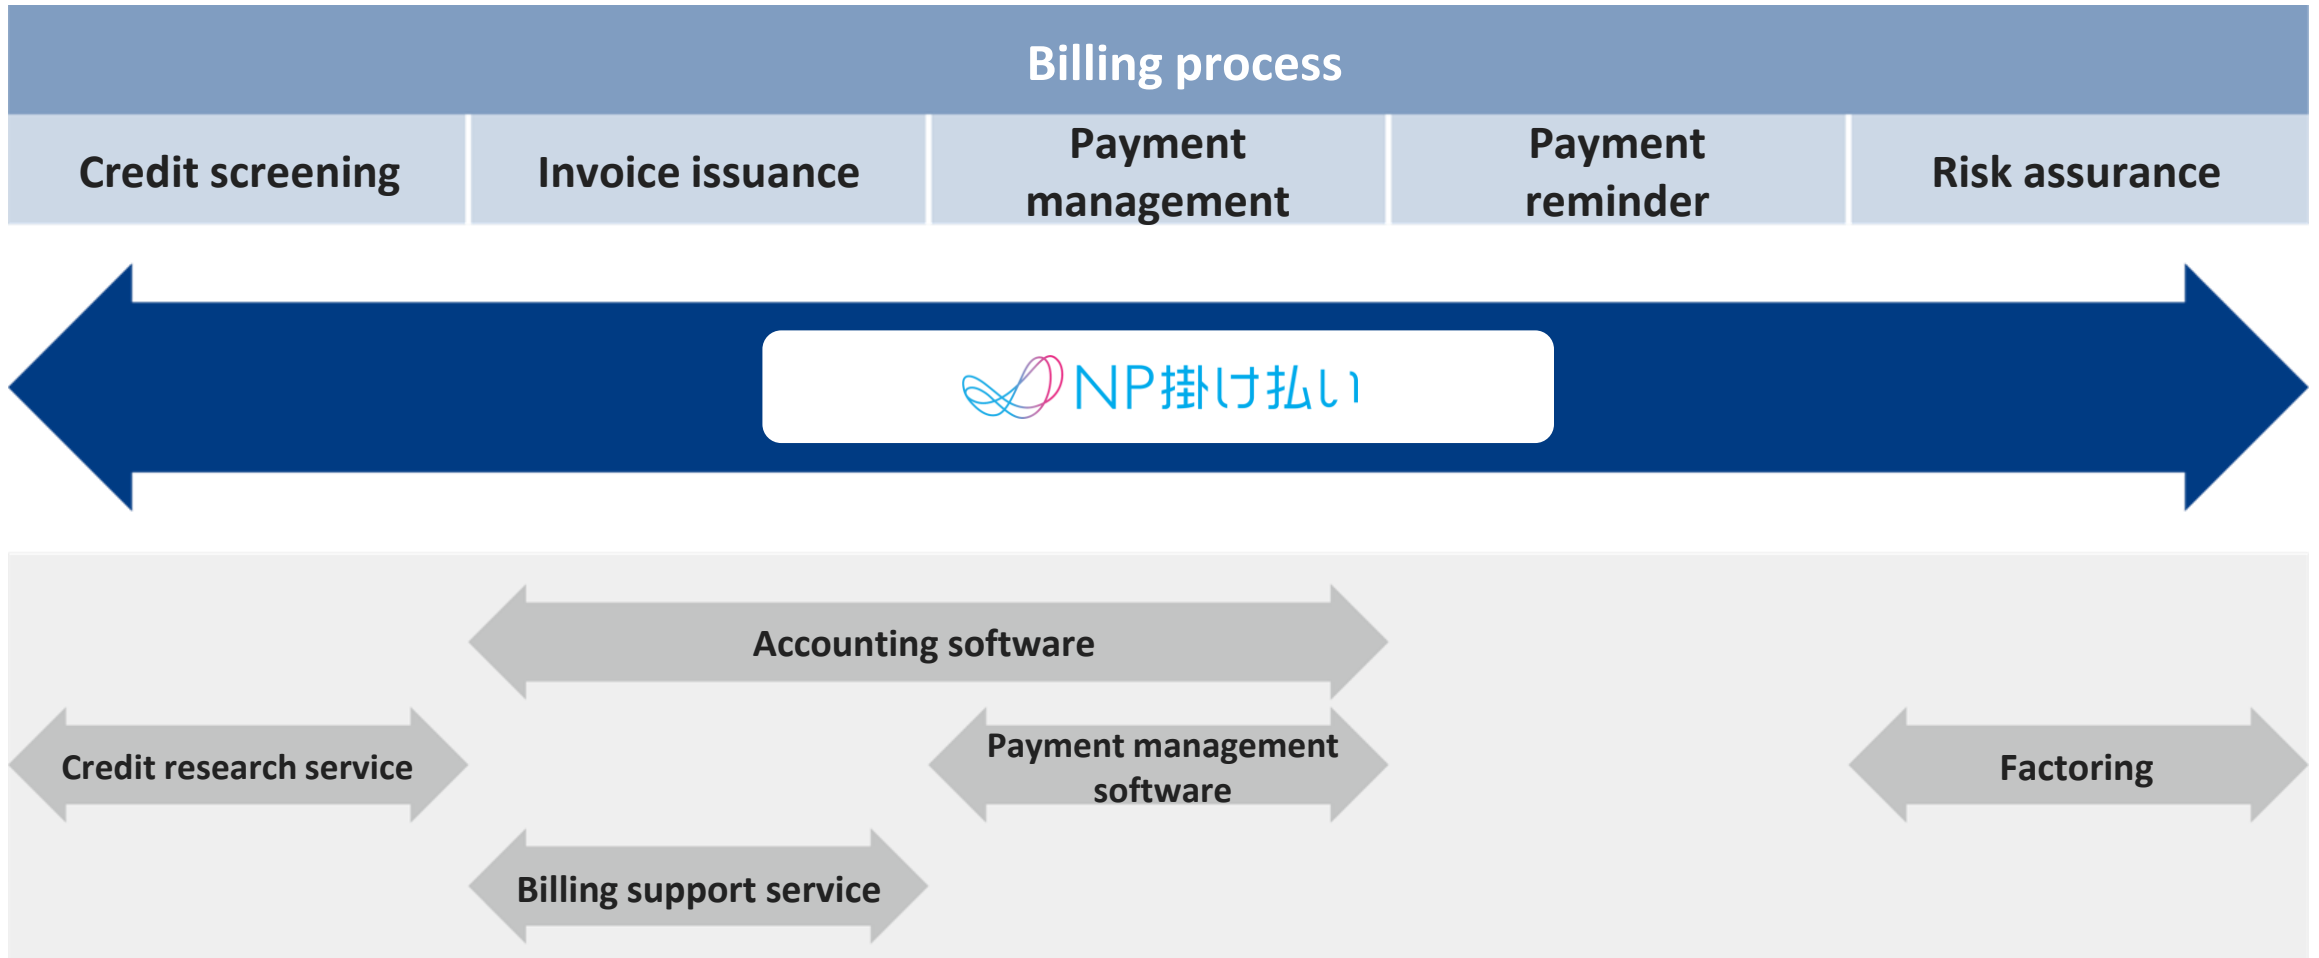 Billing process
Credit screening
Invoice issuance
Payment
management
Payment
reminder
Risk assurance
NP掛け払い
Accounting software
Credit research service
Payment management
software
Factoring
Billing support service